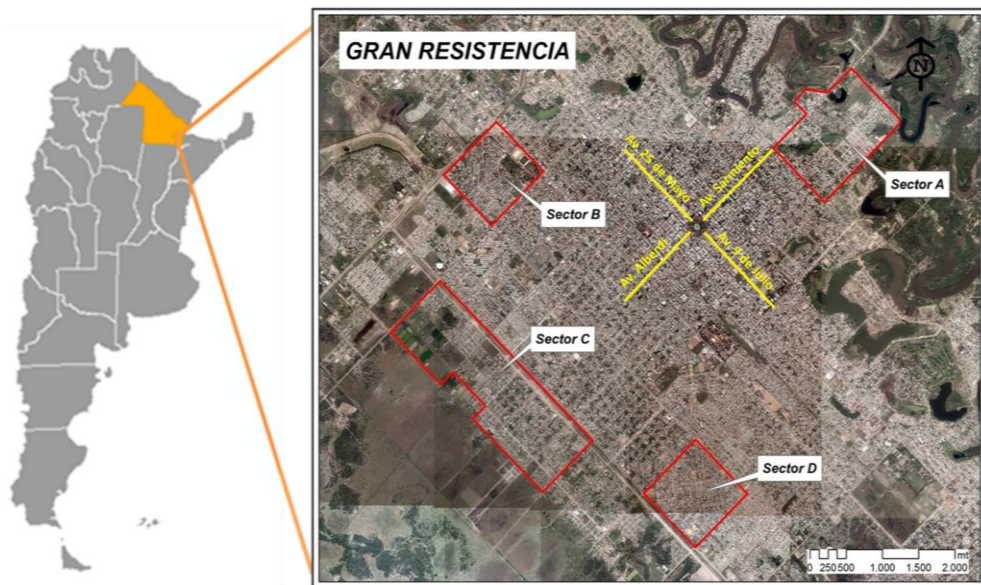 GRAN RESISTENCIA
N
Av. 25 de Mayo
Av. Sarmiento
Sector A
Sector B
Av. Alberdi
Av. 9 de julio
Sector C
Sector D
mt
0 250 500 1.000 1.500 2.000